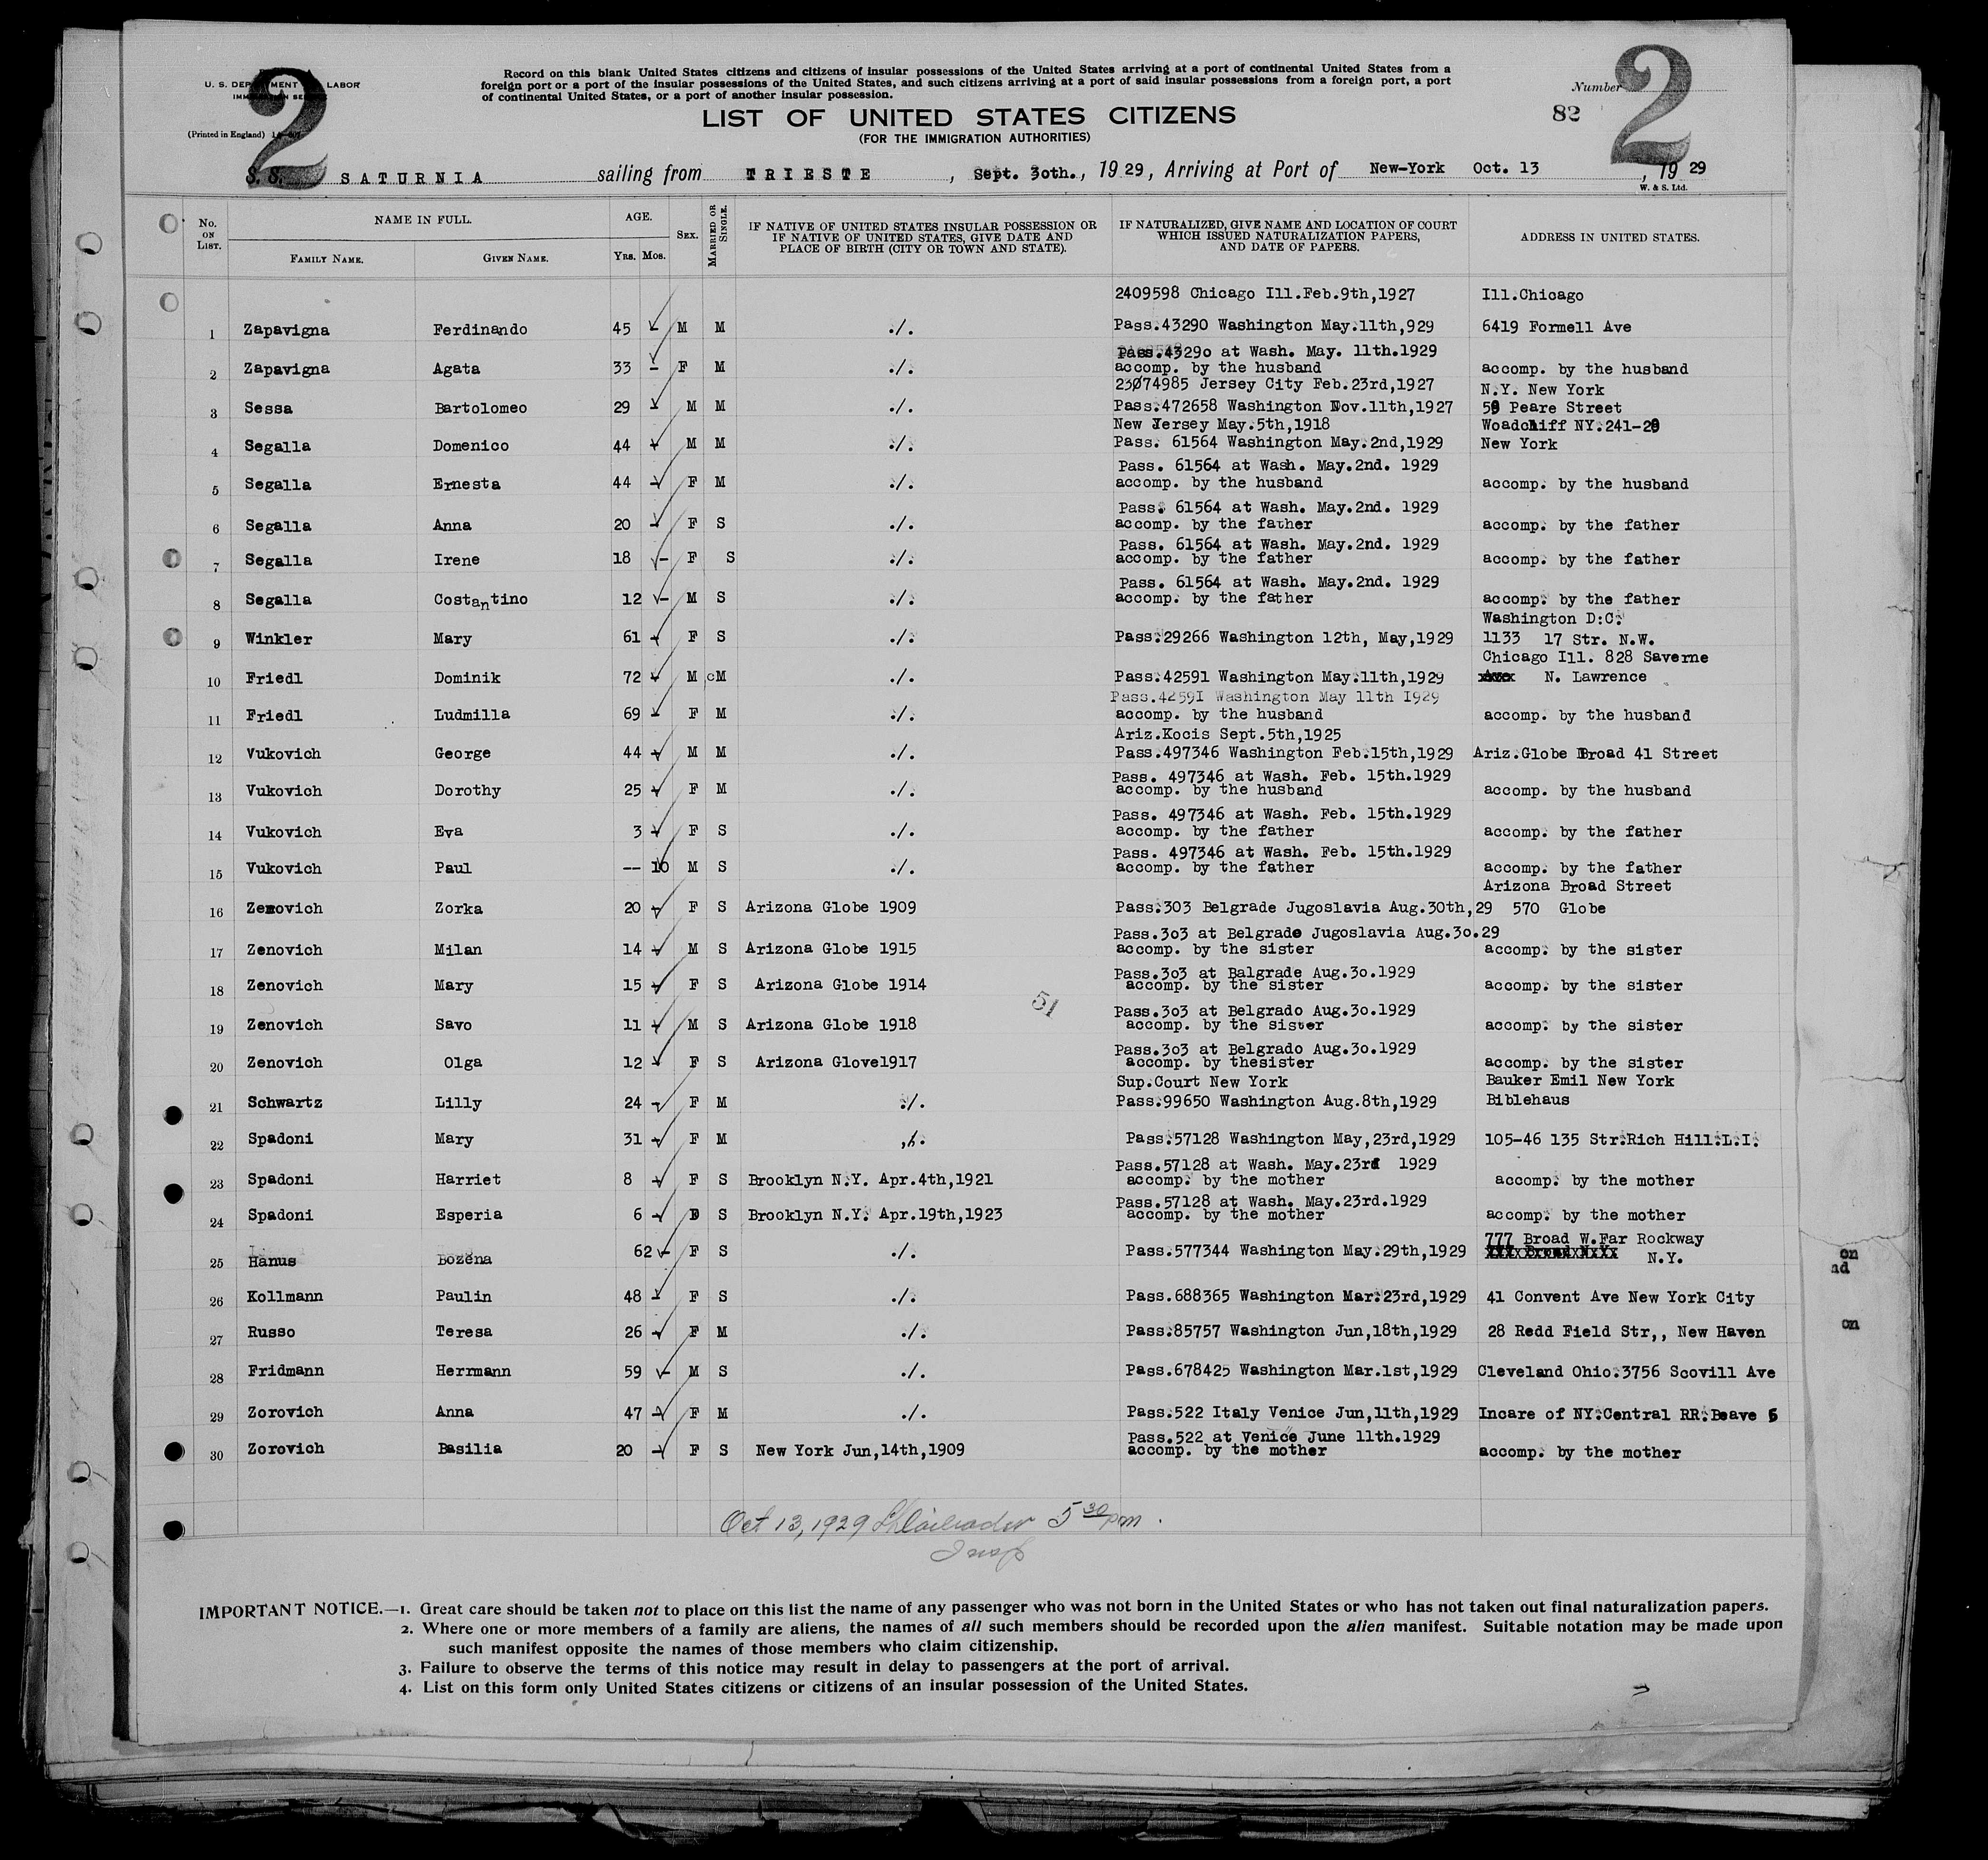 2
2
U. S. DEPARTMENT LABOR
(Printed in England)
Record on this blank United States citizens and citizens of insular possessions of the United States arriving at a port of continental United States from a
foreign port or a port of the insular possessions of the United States, and such citizens arriving at a port of said insular possessions from a foreign port, a port
of continental United States, or a port of another insular possession.
Number
82
LIST OF UNITED STATES CITIZENS
(FOR THE IMMIGRATION AUTHORITIES)
S. S. SATURNIA sailing from TRIESTE, Sept. 3oth., 19 29, Arriving at Port of New-York Oct. 13, 19 29
W. & S. Ltd.
No. ON LIST. NAME IN FULL. AGE. SEX. MARRIED OR SINGLE. IF NATIVE OF UNITED STATES INSULAR POSSESSION OR IF NATIVE OF UNITED STATES, GIVE DATE AND PLACE OF BIRTH (CITY OR TOWN AND STATE). IF NATURALIZED, GIVE NAME AND LOCATION OF COURT WHICH ISSUED NATURALIZATION PAPERS, AND DATE OF PAPERS. ADDRESS IN UNITED STATES.
FAMILY NAME. GIVEN NAME. YRS. MOS.
2409598 Chicago Ill.Feb.9th,1927 Ill.Chicago
1 Zapavigna Ferdinando 45 - M M ./. Pass.43290 Washington May.11th,929 6419 Formell Ave
Pass.4329o at Wash. May. 11th.1929
2 Zapavigna Agata 33 - F M ./. accomp. by the husband accomp. by the husband
23074985 Jersey City Feb.23rd,1927 N.Y. New York
3 Sessa Bartolomeo 29 - M M ./. Pass.472658 Washington Nov.11th,1927 59 Peare Street
New Jersey May.5th,1918 Woadcliff NY.241-29
4 Segalla Domenico 44 - M M ./. Pass. 61564 Washington May.2nd,1929 New York
Pass. 61564 at Wash. May.2nd. 1929
5 Segalla Ernesta 44 - F M ./. accomp. by the husband accomp. by the husband
Pass. 61564 at Wash. May.2nd. 1929
6 Segalla Anna 20 - F S ./. accomp. by the father accomp. by the father
Pass. 61564 at Wash. May.2nd. 1929
7 Segalla Irene 18 - F S ./. accomp. by the father accomp. by the father
Pass. 61564 at Wash. May.2nd. 1929
8 Segalla Costantino 12 - M S ./. accomp. by the father accomp. by the father
Washington D:C.
9 Winkler Mary 61 - F S ./. Pass.29266 Washington 12th, May,1929 1133 17 Str. N.W.
Chicago Ill. 828 Saverne
10 Friedl Dominik 72 - M cM ./. Pass.42591 Washington May.11th,1929 N. Lawrence
Pass.4259I Washington May 11th I929
11 Friedl Ludmilla 69 - F M ./. accomp. by the husband accomp. by the husband
Ariz.Kocis Sept.5th,1925
12 Vukovich George 44 - M M ./. Pass.497346 Washington Feb.15th,1929 Ariz.Globe Broad 41 Street
Pass. 497346 at Wash. Feb. 15th.1929
13 Vukovich Dorothy 25 - F M ./. accomp. by the husband accomp. by the husband
Pass. 497346 at Wash. Feb. 15th.1929
14 Vukovich Eva 3 - F S ./. accomp. by the father accomp. by the father
Pass. 497346 at Wash. Feb. 15th.1929
15 Vukovich Paul -- 10 M S ./. accomp. by the father accomp. by the father
Arizona Broad Street
16 Zenovich Zorka 20 - F S Arizona Globe 1909 Pass.303 Belgrade Jugoslavia Aug.30th,29 570 Globe
Pass.3o3 at Belgrade Jugoslavia Aug.3o.29
17 Zenovich Milan 14 - M S Arizona Globe 1915 accomp. by the sister accomp. by the sister
Pass.3o3 at Balgrade Aug.3o.1929
18 Zenovich Mary 15 - F S Arizona Globe 1914 accomp. by the sister accomp. by the sister
51
Pass.3o3 at Belgrado Aug.3o.1929
19 Zenovich Savo 11 - M S Arizona Globe 1918 accomp. by the sister accomp. by the sister
Pass.3o3 at Belgrado Aug.3o.1929
20 Zenovich Olga 12 - F S Arizona Glove1917 accomp. by thesister accomp. by the sister
Sup.Court New York Bauker Emil New York
21 Schwartz Lilly 24 - F M ./. Pass.99650 Washington Aug.8th,1929 Biblehaus
22 Spadoni Mary 31 - F M ./. Pass.57128 Washington May,23rd,1929 105-46 135 Str.Rich Hill.L.I.
Pass.57128 at Wash. May.23rd 1929
23 Spadoni Harriet 8 - F S Brooklyn N.Y. Apr.4th,1921 accomp. by the mother accomp. by the mother
Pass.57128 at Wash. May.23rd.1929
24 Spadoni Esperia 6 - S Brooklyn N.Y. Apr.19th,1923 accomp. by the mother accomp. by the mother
777 Broad W.Far Rockway
25 Hanus Bozena 62 - F S ./. Pass.577344 Washington May.29th,1929 N.Y.
26 Kollmann Paulin 48 - F S ./. Pass.688365 Washington Mar.23rd,1929 41 Convent Ave New York City
27 Russo Teresa 26 - F M ./. Pass.85757 Washington Jun,18th,1929 28 Redd Field Str,, New Haven
28 Fridmann Herrmann 59 - M S ./. Pass.678425 Washington Mar.1st,1929 Cleveland Ohio.3756 Scovill Ave
29 Zorovich Anna 47 - F M ./. Pass.522 Italy Venice Jun,11th,1929 Incare of NY.Central RR.Beave 5
Pass.522 at Venice June 11th.1929
30 Zorovich Basilia 20 - F S New York Jun,14th,1909 accomp. by the mother accomp. by the mother
on
nd
on
Oct 13, 1929 5 30 pm.
Insp
IMPORTANT NOTICE.—1. Great care should be taken not to place on this list the name of any passenger who was not born in the United States or who has not taken out final naturalization papers.
2. Where one or more members of a family are aliens, the names of all such members should be recorded upon the alien manifest. Suitable notation may be made upon
such manifest opposite the names of those members who claim citizenship.
3. Failure to observe the terms of this notice may result in delay to passengers at the port of arrival.
4. List on this form only United States citizens or citizens of an insular possession of the United States.